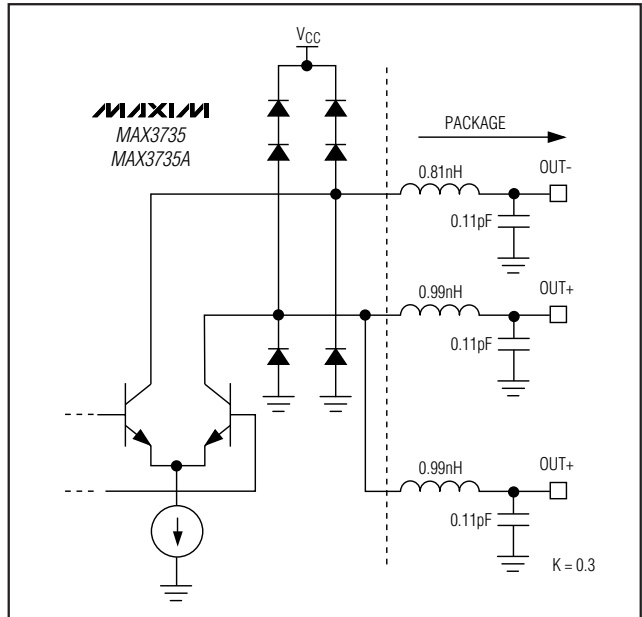 VCC
MAXIM
MAX3735
MAX3735A
PACKAGE
0.81nH
OUT-
0.11pF
0.99nH
OUT+
0.11pF
0.99nH
OUT+
0.11pF
K = 0.3